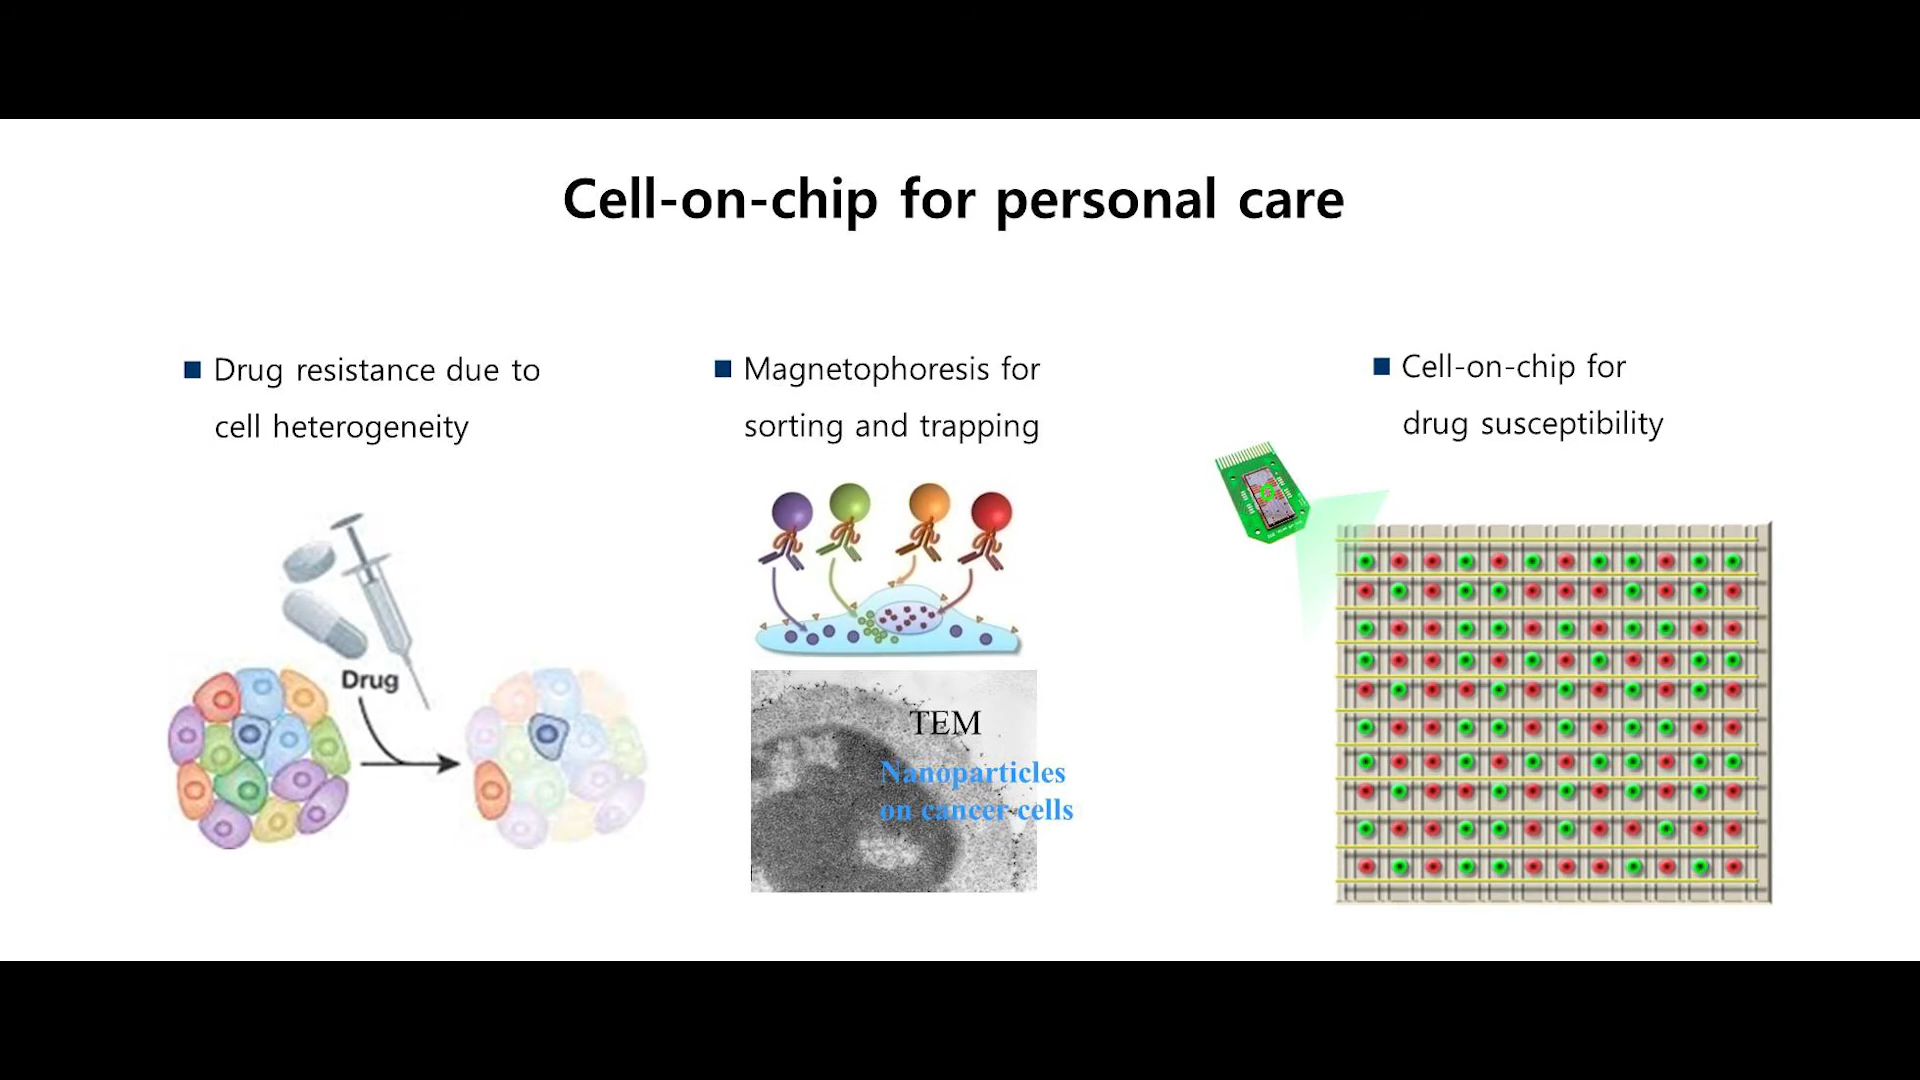 Cell-on-chip for personal care
Drug resistance due to
cell heterogeneity
Drug
Magnetophoresis for
sorting and trapping
TEM
Nanoparticles
on cancer cells
Cell-on-chip for
drug susceptibility